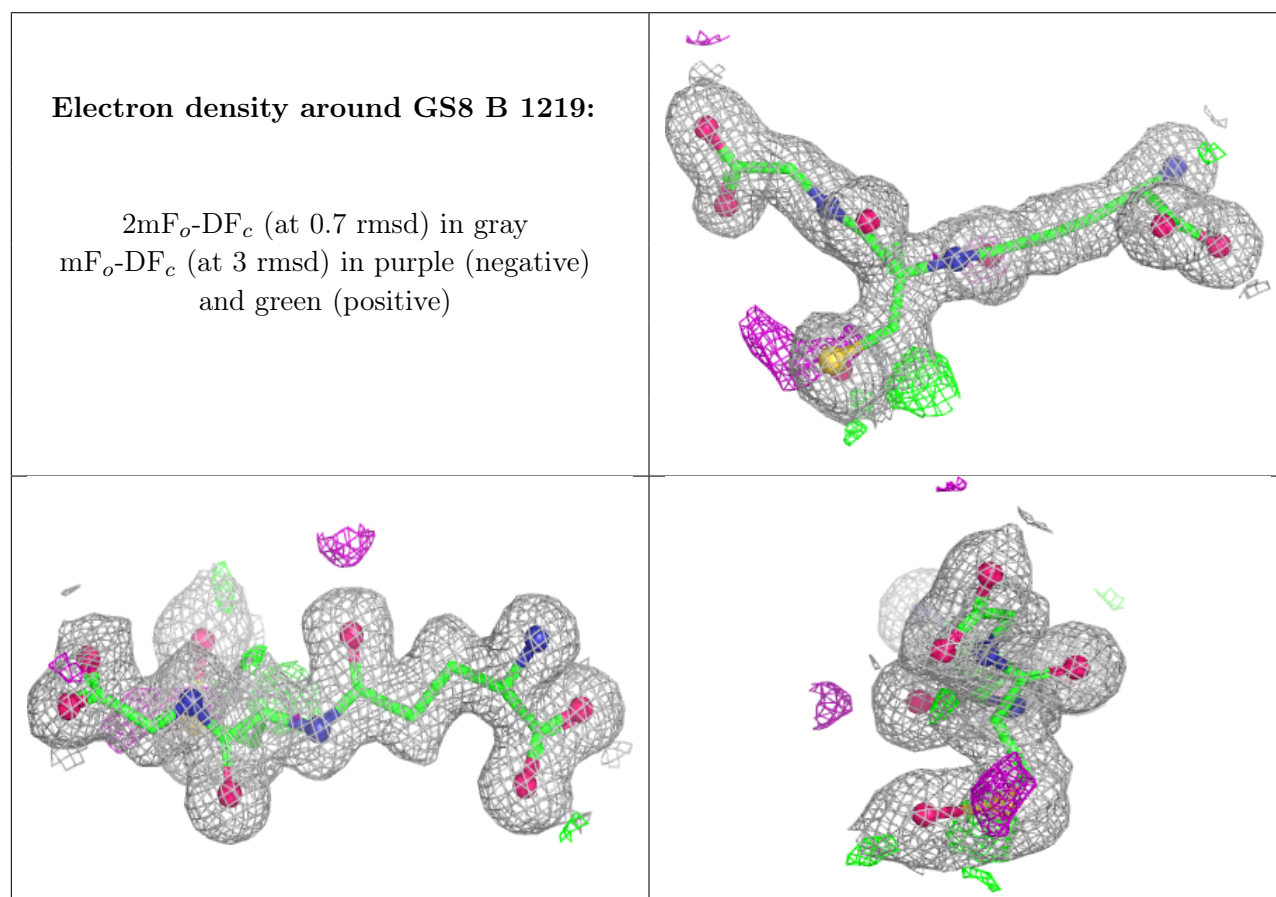 Electron density around GS8 B 1219:
2mFo-DFc (at 0.7 rmsd) in gray
mFo-DFc (at 3 rmsd) in purple (negative)
and green (positive)